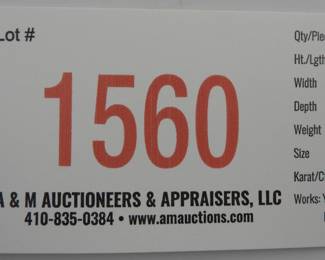 Lot #
1560
A & M AUCTIONEERS & APPRAISERS, LLC
410-835-0384 • www.amauctions.com
Qty/Pie
Ht./Lgth
Width
Depth
Weight
Size
Karat/C
Works: Y